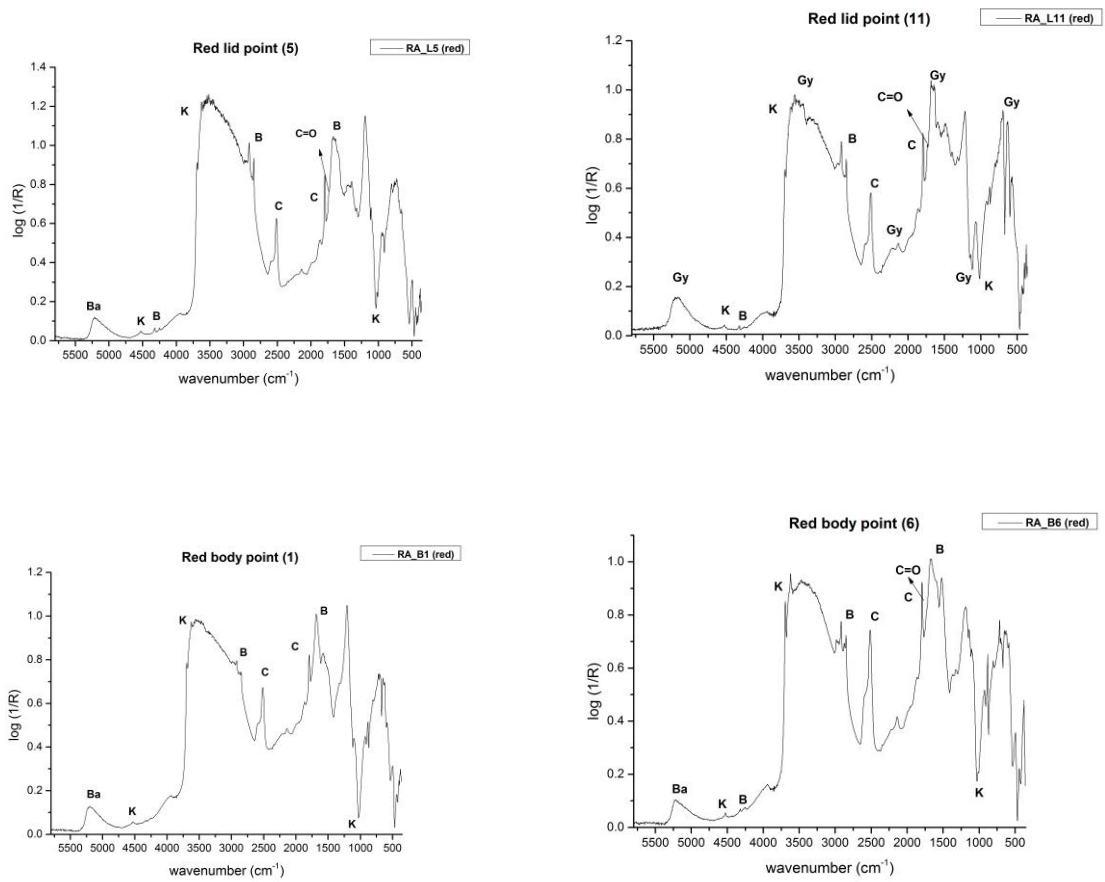 Red lid point (5)
RA_L5 (red)
log (1/R)
1.4
1.2
1.0
0.8
0.6
0.4
0.2
0.0
K
B
C=O
B
C
C
Ba
K
B
K
5000 4500 4000 3500 3000 2500 2000 1500 1000 500
wavenumber (cm-1)
Red lid point (11)
RA_L11 (red)
log (1/R)
1.2
1.0
0.8
0.6
0.4
0.2
0.0
K
Gy
B
C
C=O
Gy
C
Gy
Gy
Gy
K
B
Gy
K
5500 5000 4500 4000 3500 3000 2500 2000 1500 1000 500
wavenumber (cm-1)
Red body point (1)
RA_B1 (red)
log (1/R)
1.2
1.0
0.8
0.6
0.4
0.2
0.0
K
B
C
C
B
Ba
K
K
5500 5000 4500 4000 3500 3000 2500 2000 1500 1000 500
wavenumber (cm-1)
Red body point (6)
RA_B6 (red)
log (1/R)
1.0
0.8
0.6
0.4
0.2
0.0
K
B
C
C=O
C
B
Ba
K
B
K
5500 5000 4500 4000 3500 3000 2500 2000 1500 1000 500
wavenumber (cm-1)